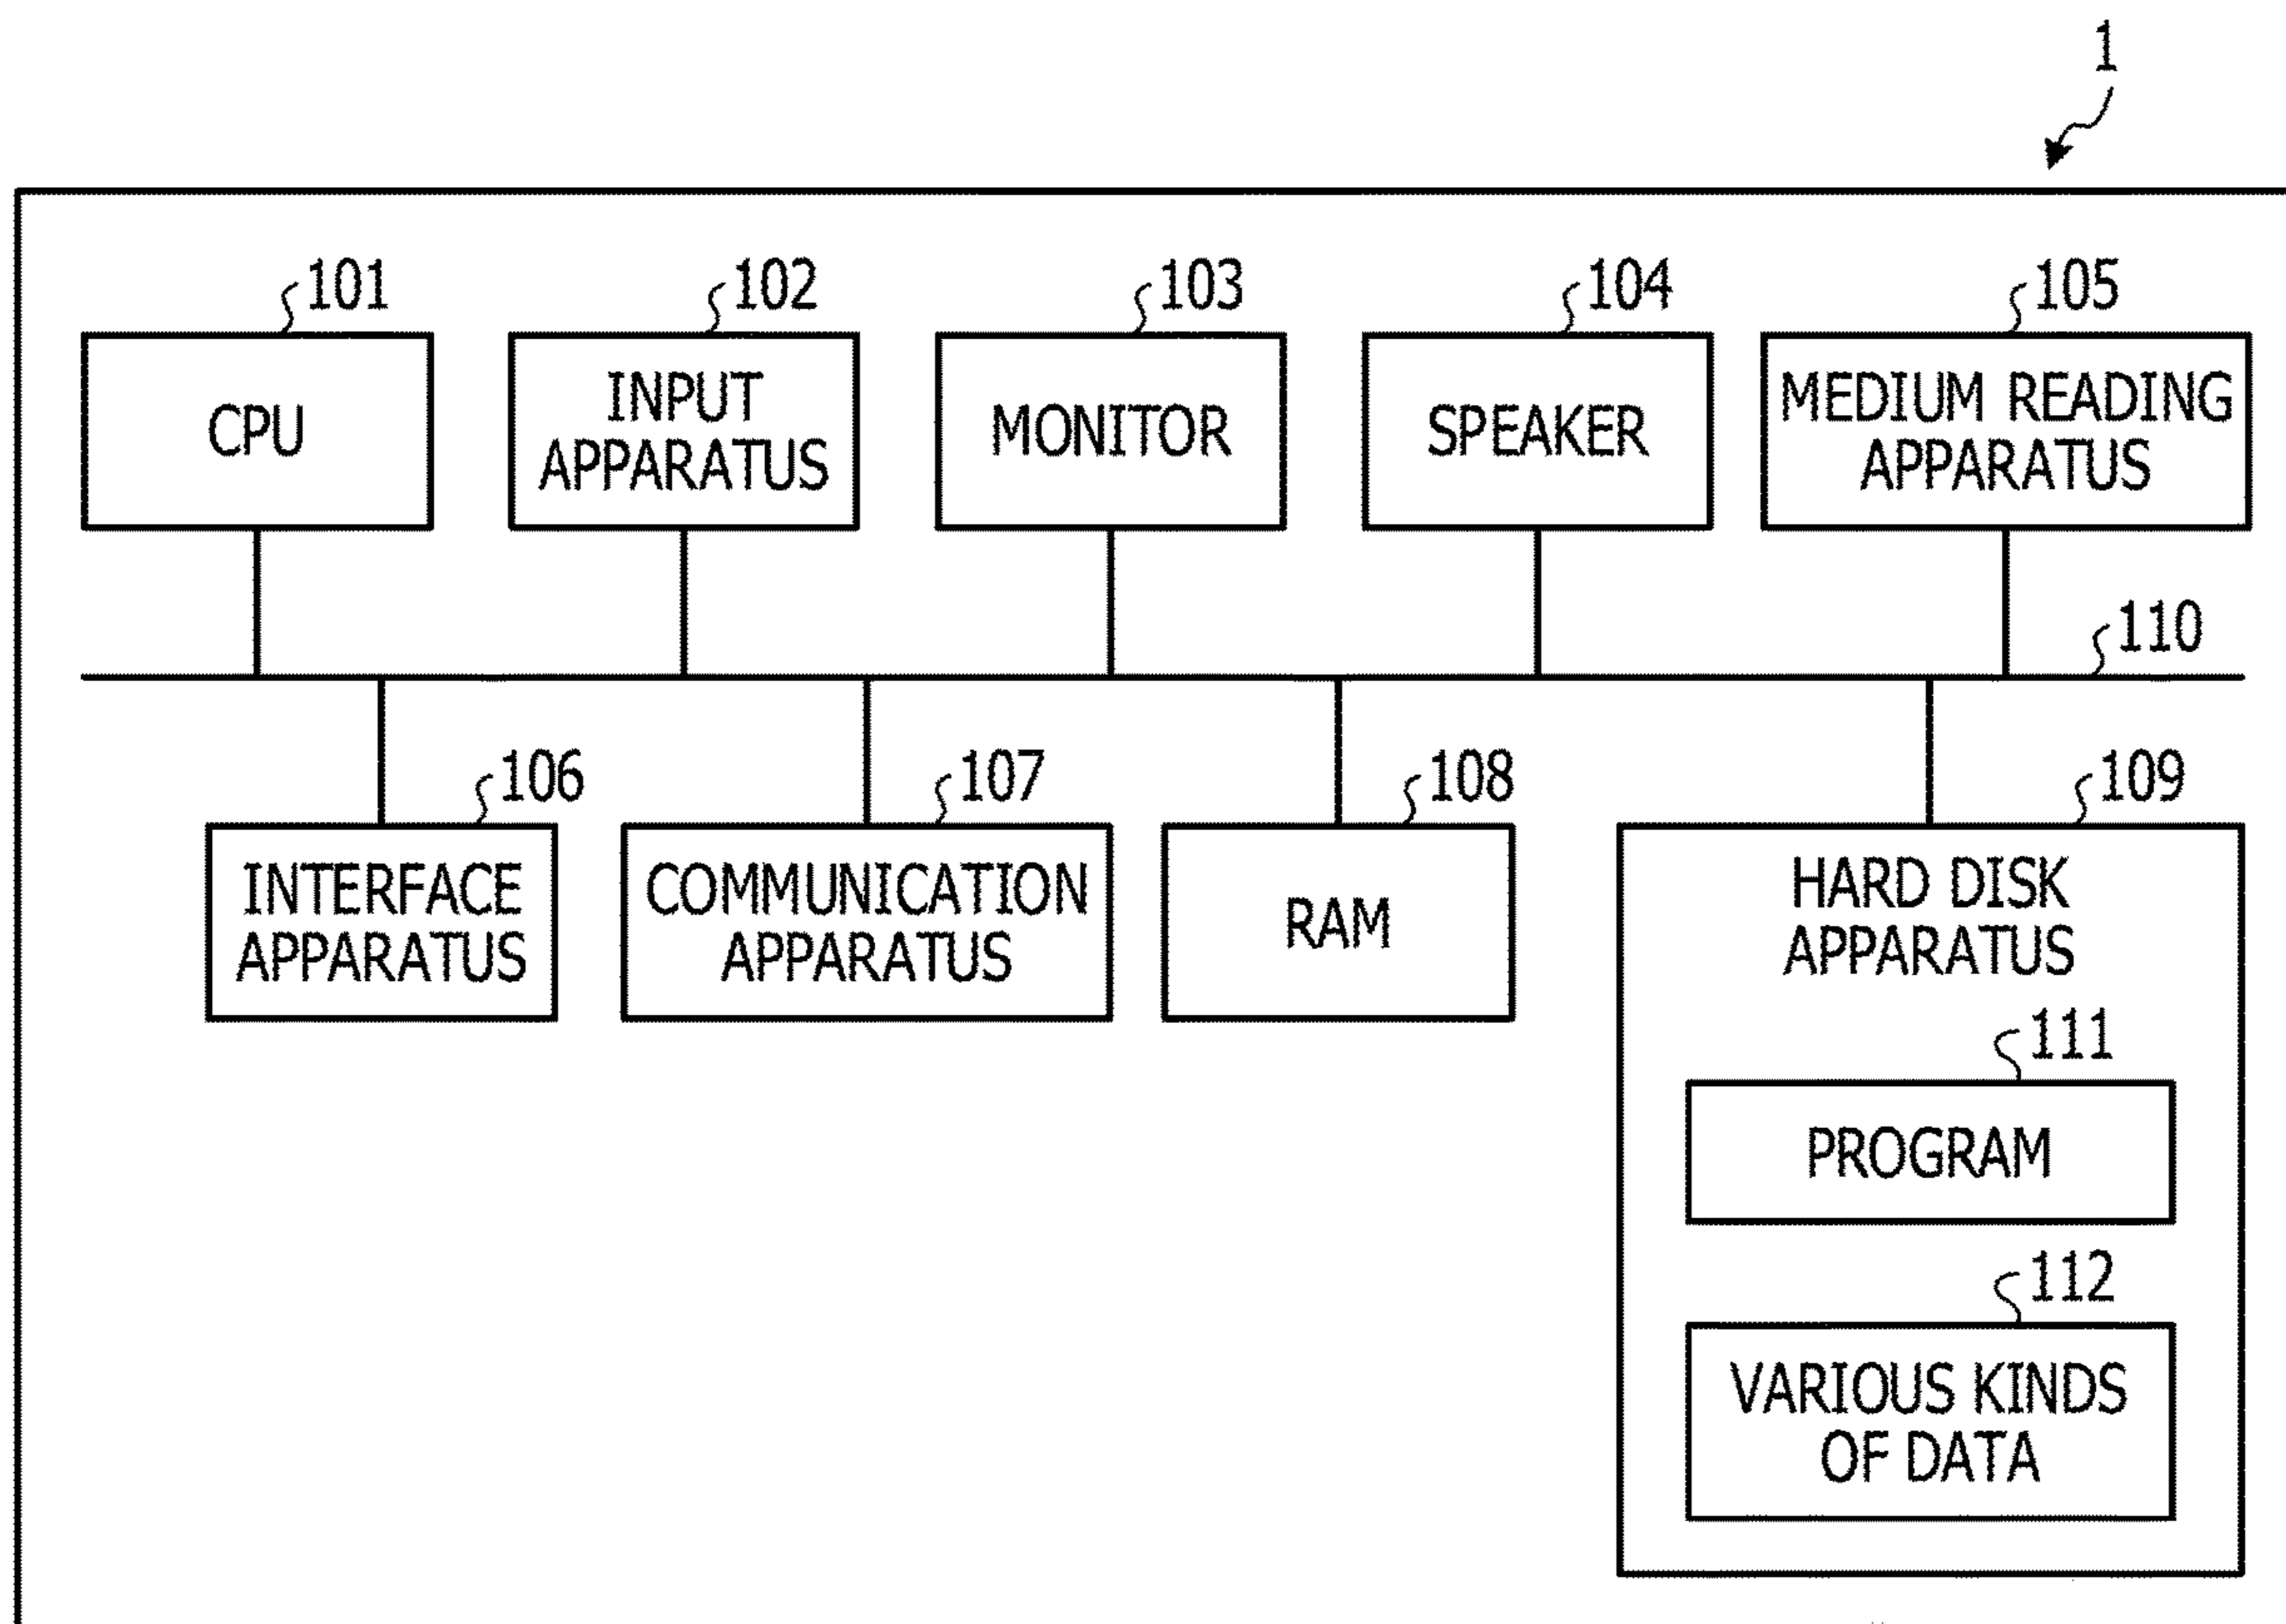 1
101
102
103
104
105
CPU
INPUT
APPARATUS
MONITOR
SPEAKER
MEDIUM READING
APPARATUS
110
106
107
108
109
INTERFACE
APPARATUS
COMMUNICATION
APPARATUS
RAM
HARD DISK
APPARATUS
111
PROGRAM
112
VARIOUS KINDS
OF DATA